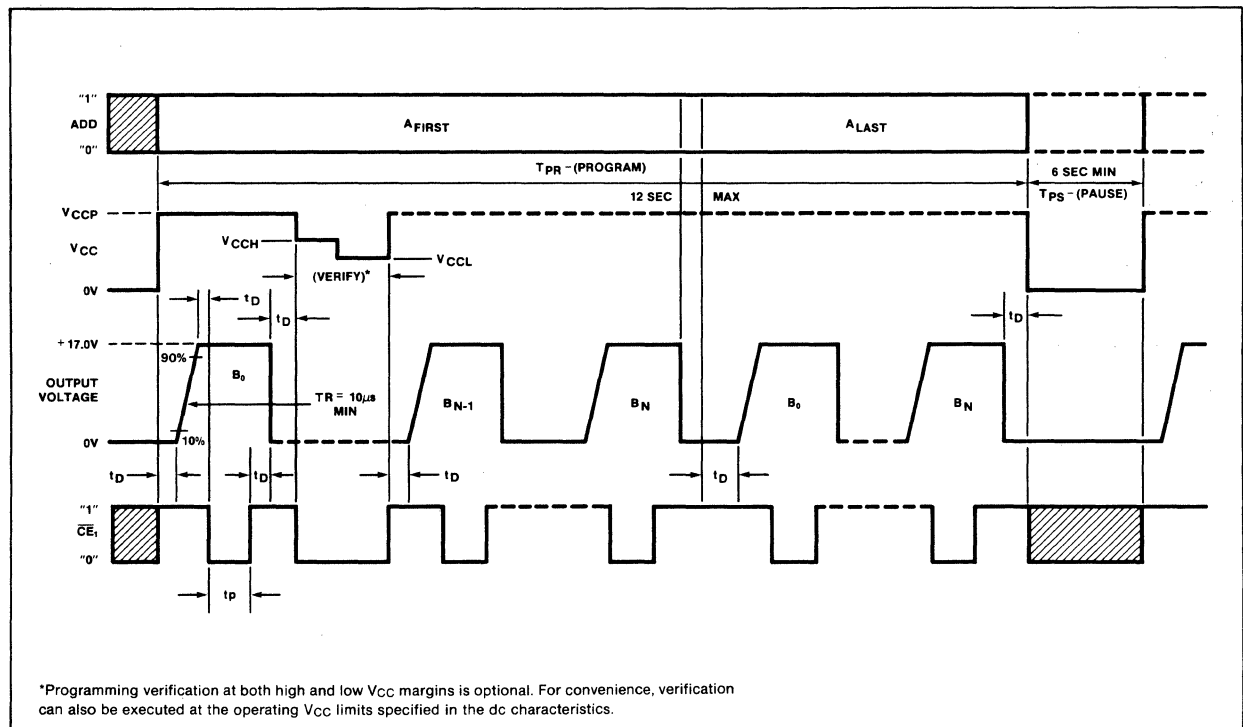 "1"
ADD
"0"
A FIRST
A LAST
TPR - (PROGRAM)
12 SEC MAX
6 SEC MIN
TPS - (PAUSE)
VCCP
VCC
0V
VCCH
VCCL
(VERIFY)*
tD
tD
tD
+17.0V
90%
OUTPUT
VOLTAGE
10%
0V
B0
TR = 10μs
MIN
BN-1
BN
B0
BN
tD
tD
tD
tD
"1"
CE1
"0"
tp
*Programming verification at both high and low VCC margins is optional. For convenience, verification
can also be executed at the operating VCC limits specified in the dc characteristics.